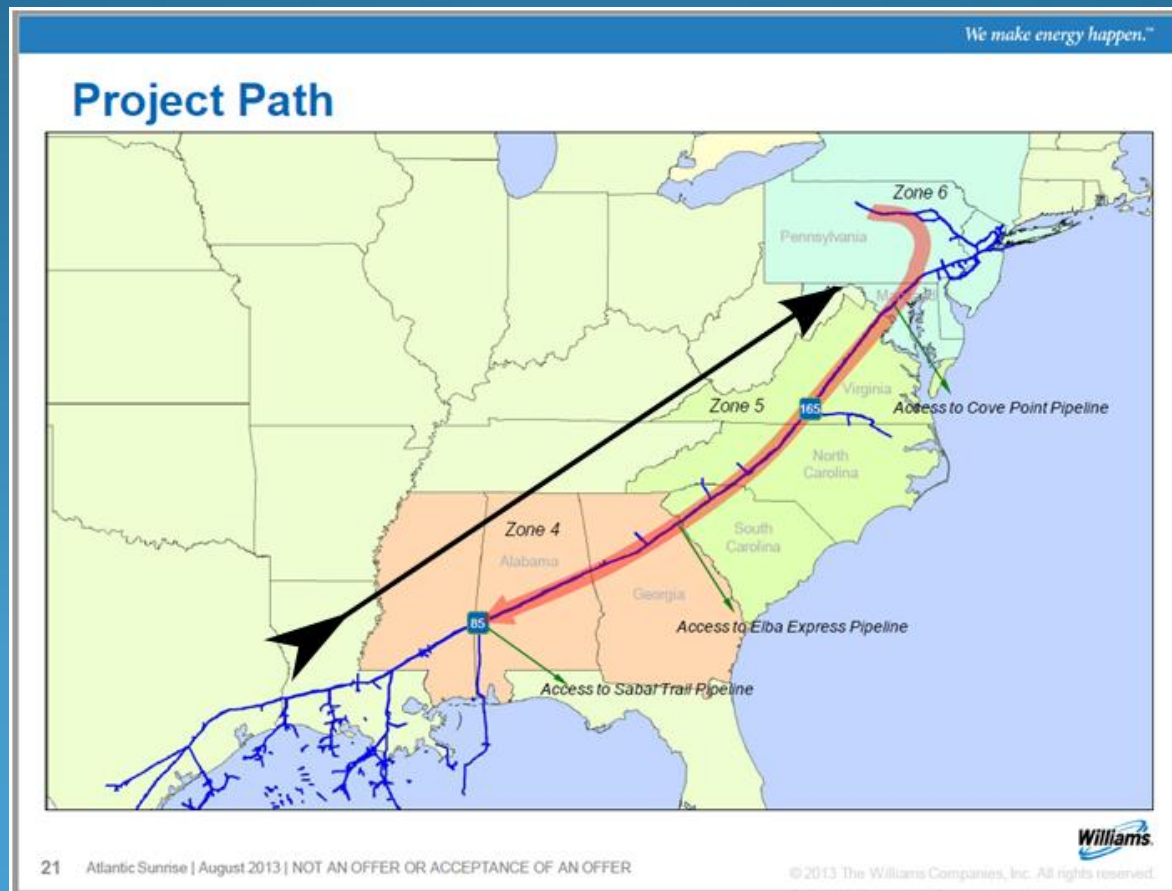 We make energy happen.™
Project Path
Zone 6
Pennsylvania
Maryland
Virginia
165
Zone 5
Access to Cove Point Pipeline
North
Carolina
South
Carolina
Zone 4
Alabama
Georgia
85
Access to Elba Express Pipeline
Access to Sabal Trail Pipeline
Williams.
21 Atlantic Sunrise | August 2013 | NOT AN OFFER OR ACCEPTANCE OF AN OFFER
© 2013 The Williams Companies, Inc. All rights reserved.